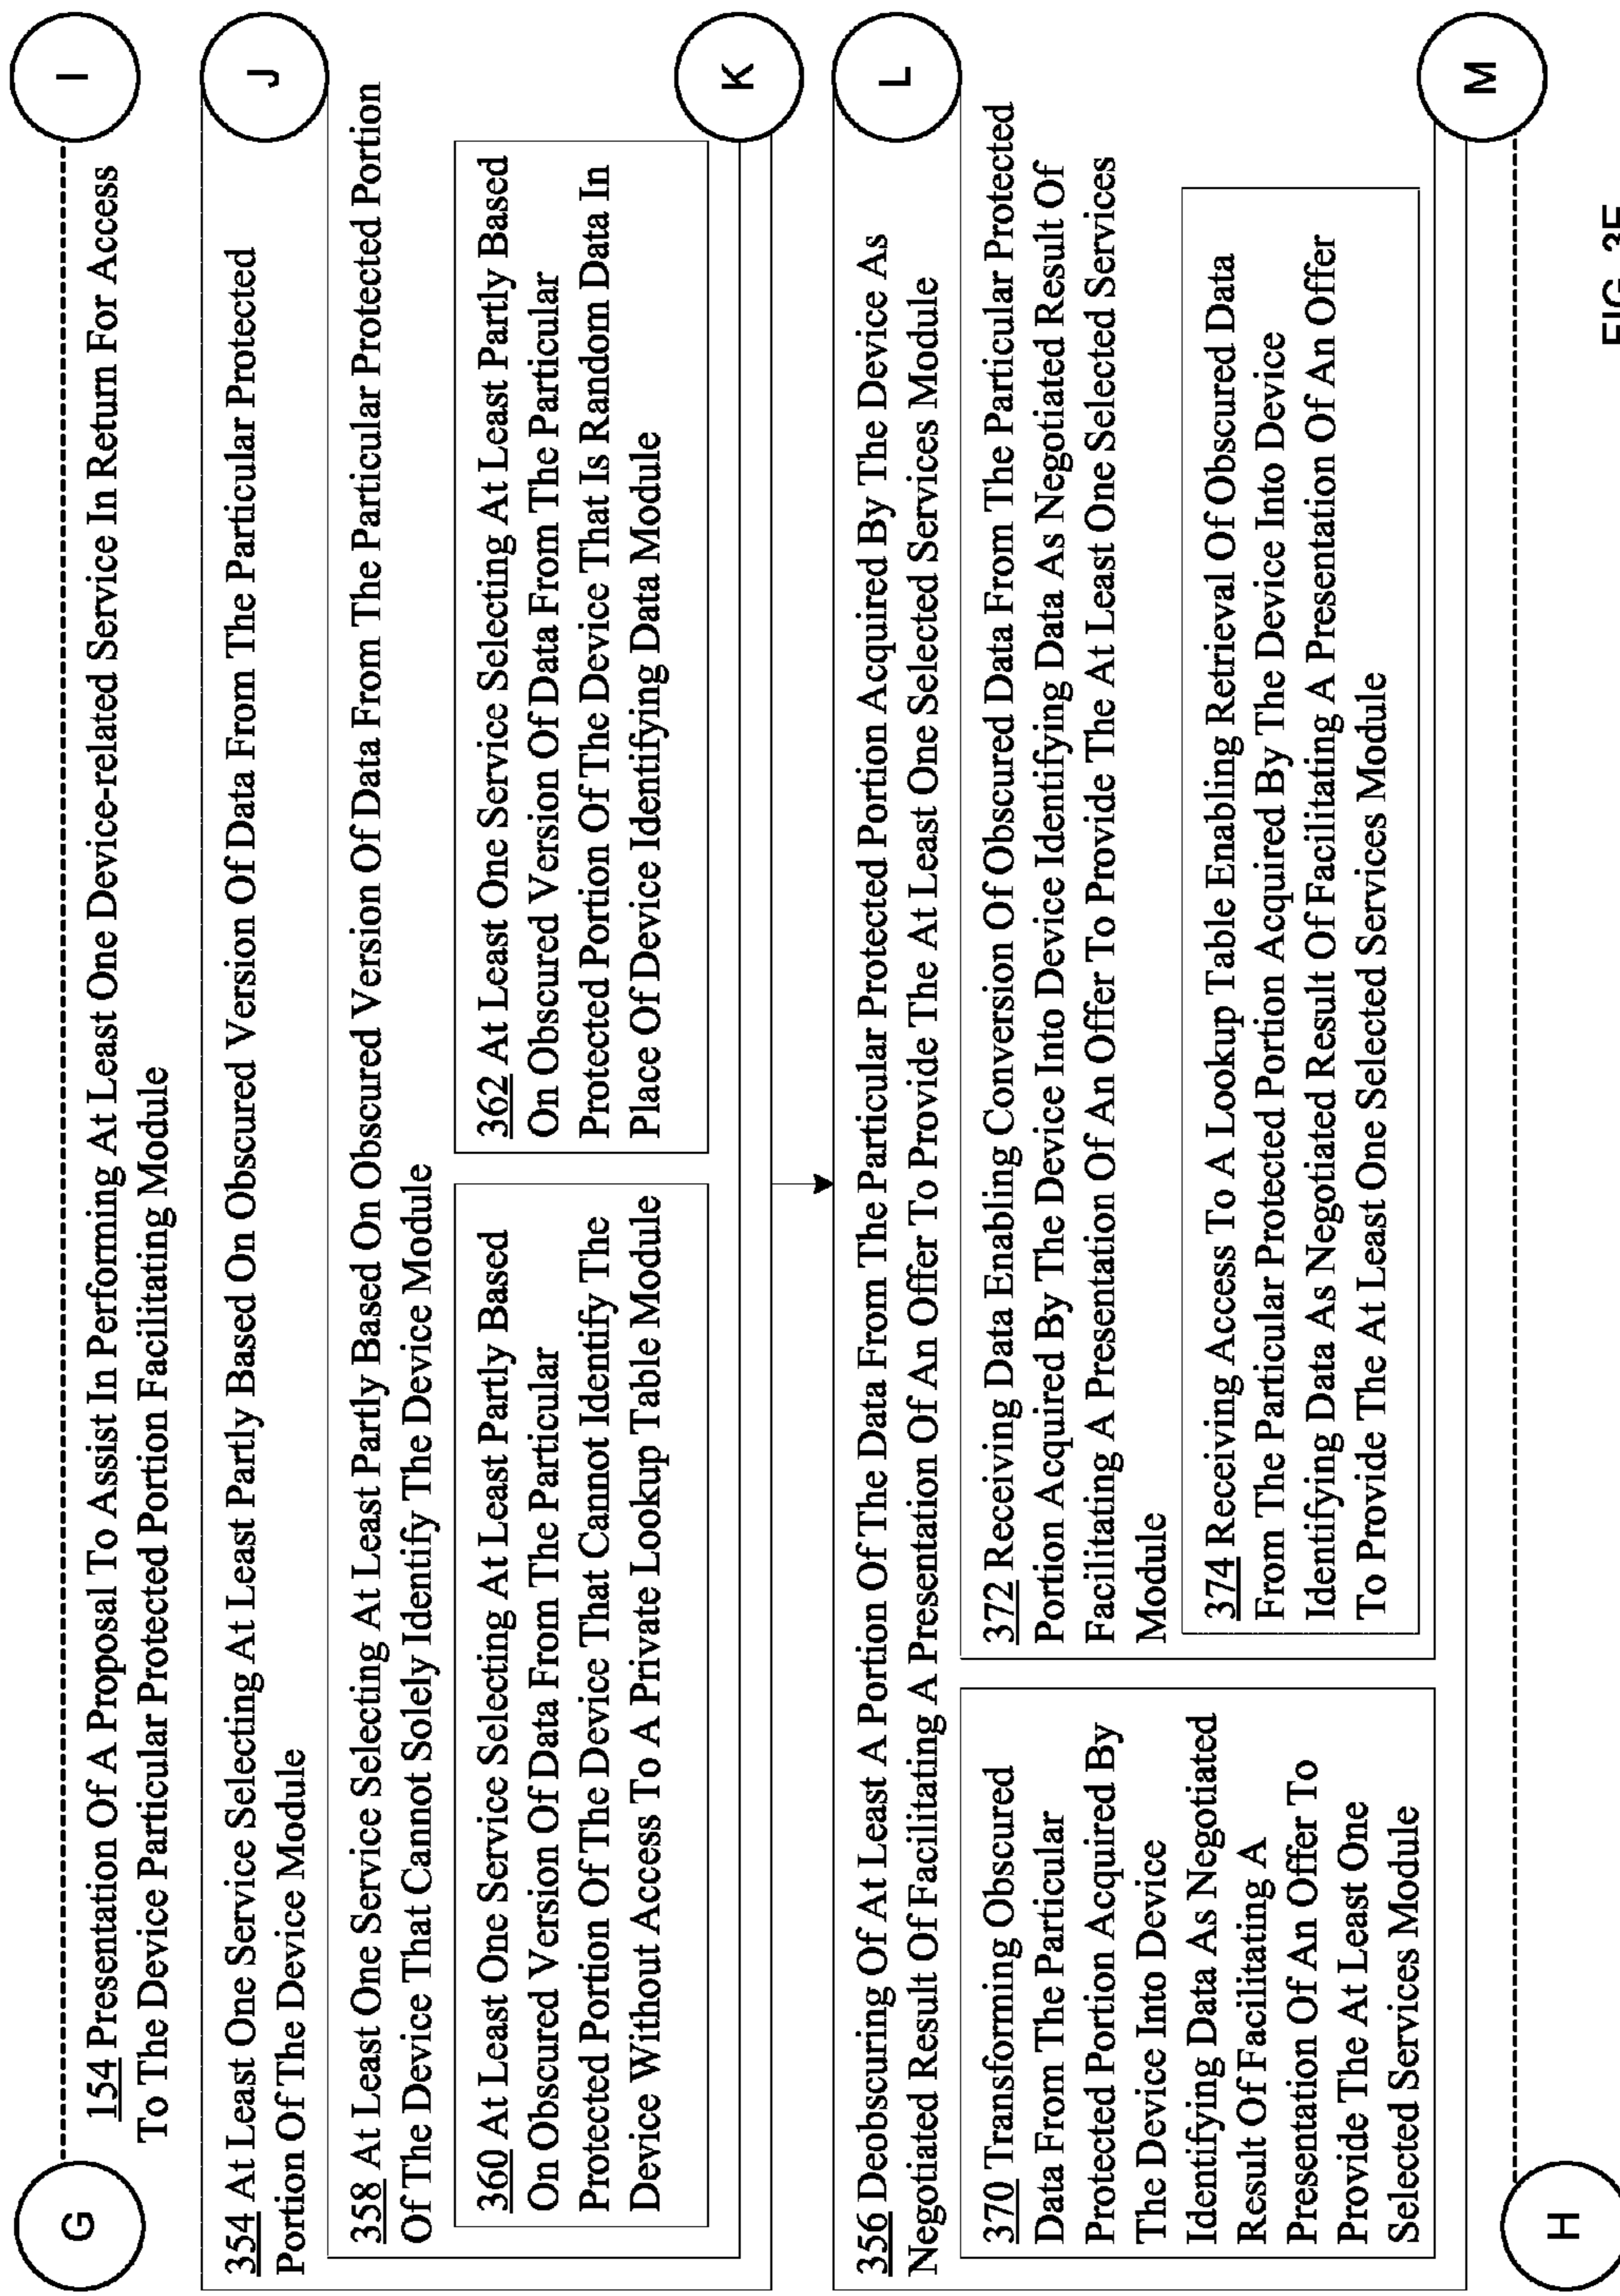 G
I
154 Presentation Of A Proposal To Assist In Performing At Least One Device-related Service In Return For Access
To The Device Particular Protected Portion Facilitating Module
354 At Least One Service Selecting At Least Partly Based On Obscured Version Of Data From The Particular Protected
Portion Of The Device Module
J
358 At Least One Service Selecting At Least Partly Based On Obscured Version Of Data From The Particular Protected Portion
Of The Device That Cannot Solely Identify The Device Module
360 At Least One Service Selecting At Least Partly Based
On Obscured Version Of Data From The Particular
Protected Portion Of The Device That Cannot Identify The
Device Without Access To A Private Lookup Table Module
362 At Least One Service Selecting At Least Partly Based
On Obscured Version Of Data From The Particular
Protected Portion Of The Device That Is Random Data In
Place Of Device Identifying Data Module
K
356 Deobscuring Of At Least A Portion Of The Data From The Particular Protected Portion Acquired By The Device As
Negotiated Result Of Facilitating A Presentation Of An Offer To Provide The At Least One Selected Services Module
L
370 Transforming Obscured
Data From The Particular
Protected Portion Acquired By
The Device Into Device
Identifying Data As Negotiated
Result Of Facilitating A
Presentation Of An Offer To
Provide The At Least One
Selected Services Module
372 Receiving Data Enabling Conversion Of Obscured Data From The Particular Protected
Portion Acquired By The Device Into Device Identifying Data As Negotiated Result Of
Facilitating A Presentation Of An Offer To Provide The At Least One Selected Services
Module
374 Receiving Access To A Lookup Table Enabling Retrieval Of Obscured Data
From The Particular Protected Portion Acquired By The Device Into Device
Identifying Data As Negotiated Result Of Facilitating A Presentation Of An Offer
To Provide The At Least One Selected Services Module
M
H
FIG.